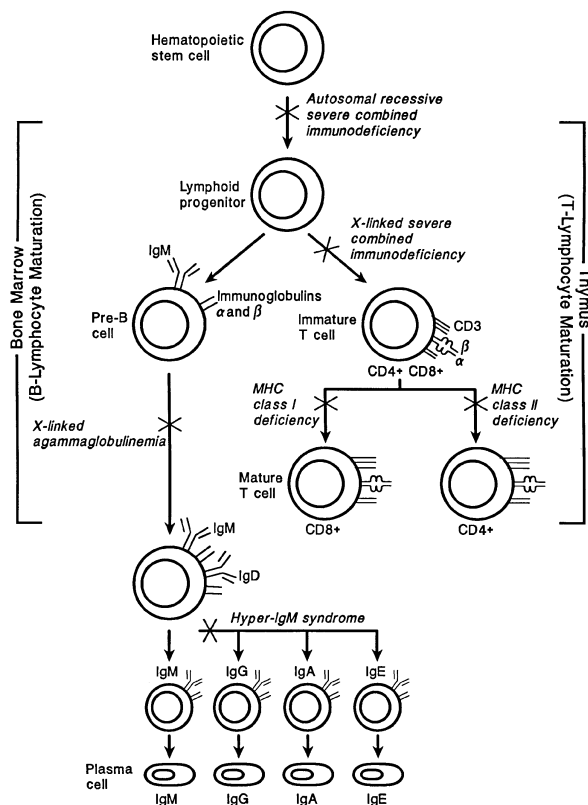 Hematopoietic
stem cell
Autosomal recessive
severe combined
immunodeficiency
Bone Marrow
(B-Lymphocyte Maturation)
Thymus
(T-Lymphocyte Maturation)
Lymphoid
progenitor
X-linked severe
combined
immunodeficiency
IgM
Immunoglobulins
α and β
Pre-B
cell
Immature
T cell
CD3
β
α
CD4+ CD8+
MHC
class I
deficiency
MHC
class II
deficiency
X-linked
agammaglobulinemia
Mature
T cell
CD8+
CD4+
IgM
IgD
Hyper-IgM syndrome
IgM IgG IgA IgE
Plasma
cell
IgM IgG IgA IgE